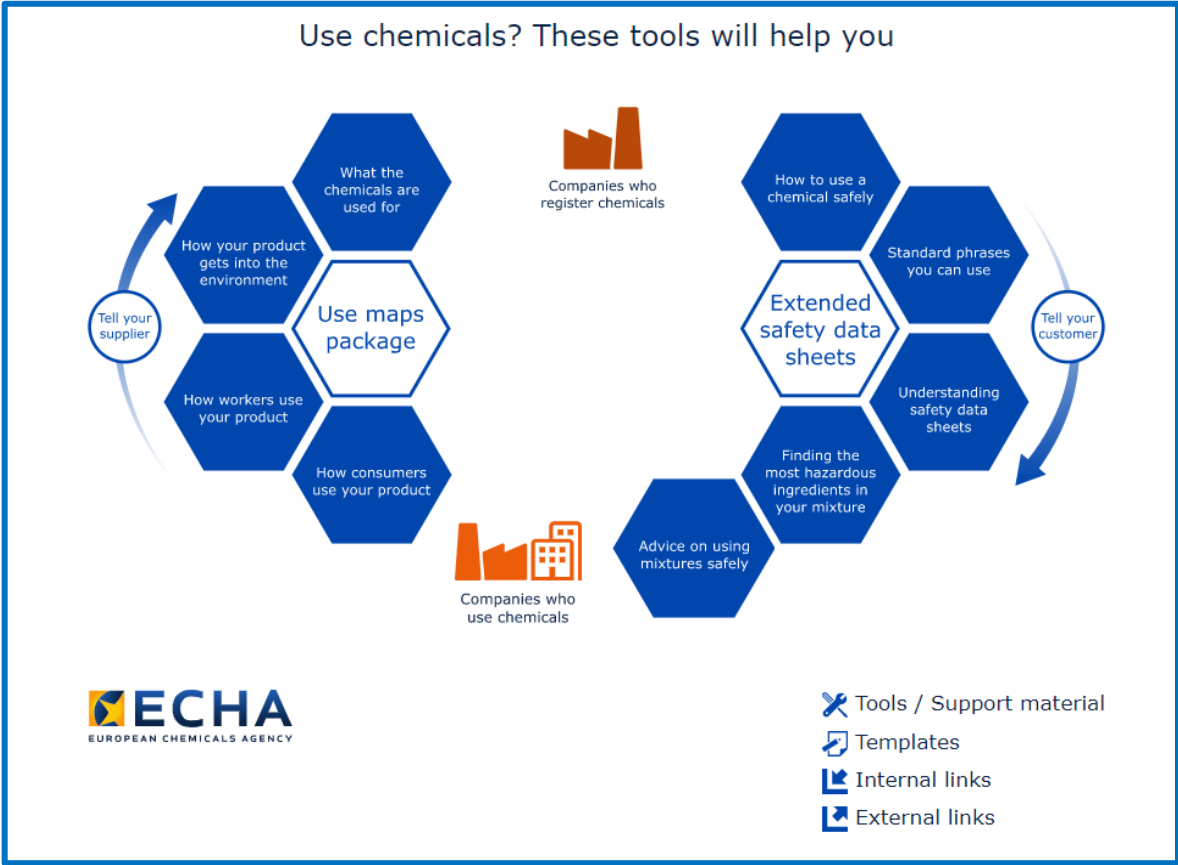 Use chemicals? These tools will help you
What the
chemicals are
used for
How your product
gets into the
environment
Tell your
supplier
Use maps
package
How workers use
your product
How consumers
use your product
Companies who
register chemicals
Companies who
use chemicals
How to use a
chemical safely
Standard phrases
you can use
Extended
safety data
sheets
Tell your
customer
Understanding
safety data
sheets
Finding the
most hazardous
ingredients in
your mixture
Advice on using
mixtures safely
ECHA
EUROPEAN CHEMICALS AGENCY
Tools / Support material
Templates
Internal links
External links